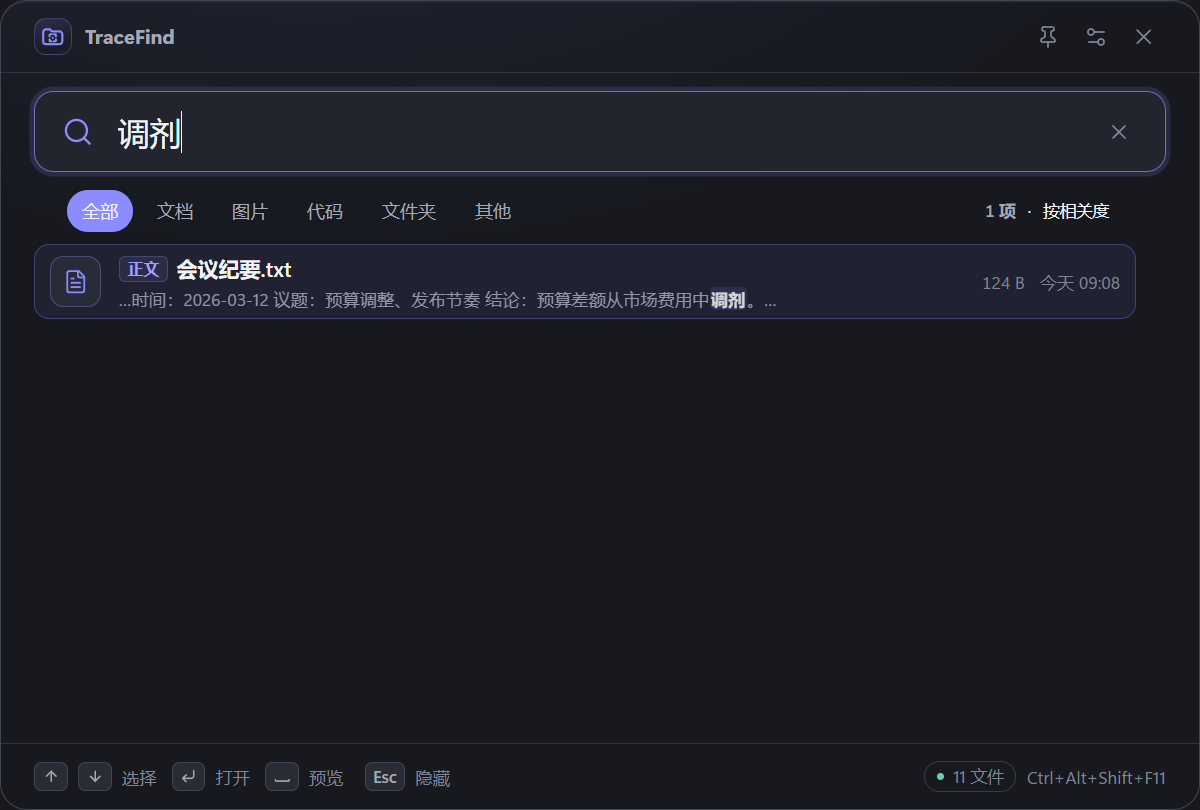 TraceFind
调剂
全部 文档 图片 代码 文件夹 其他 1 项 · 按相关度
正文 会议纪要.txt
...时间：2026-03-12 议题：预算调整、发布节奏 结论：预算差额从市场费用中调剂。...
124 B 今天 09:08
选择 打开 预览 Esc 隐藏 11 文件 Ctrl+Alt+Shift+F11